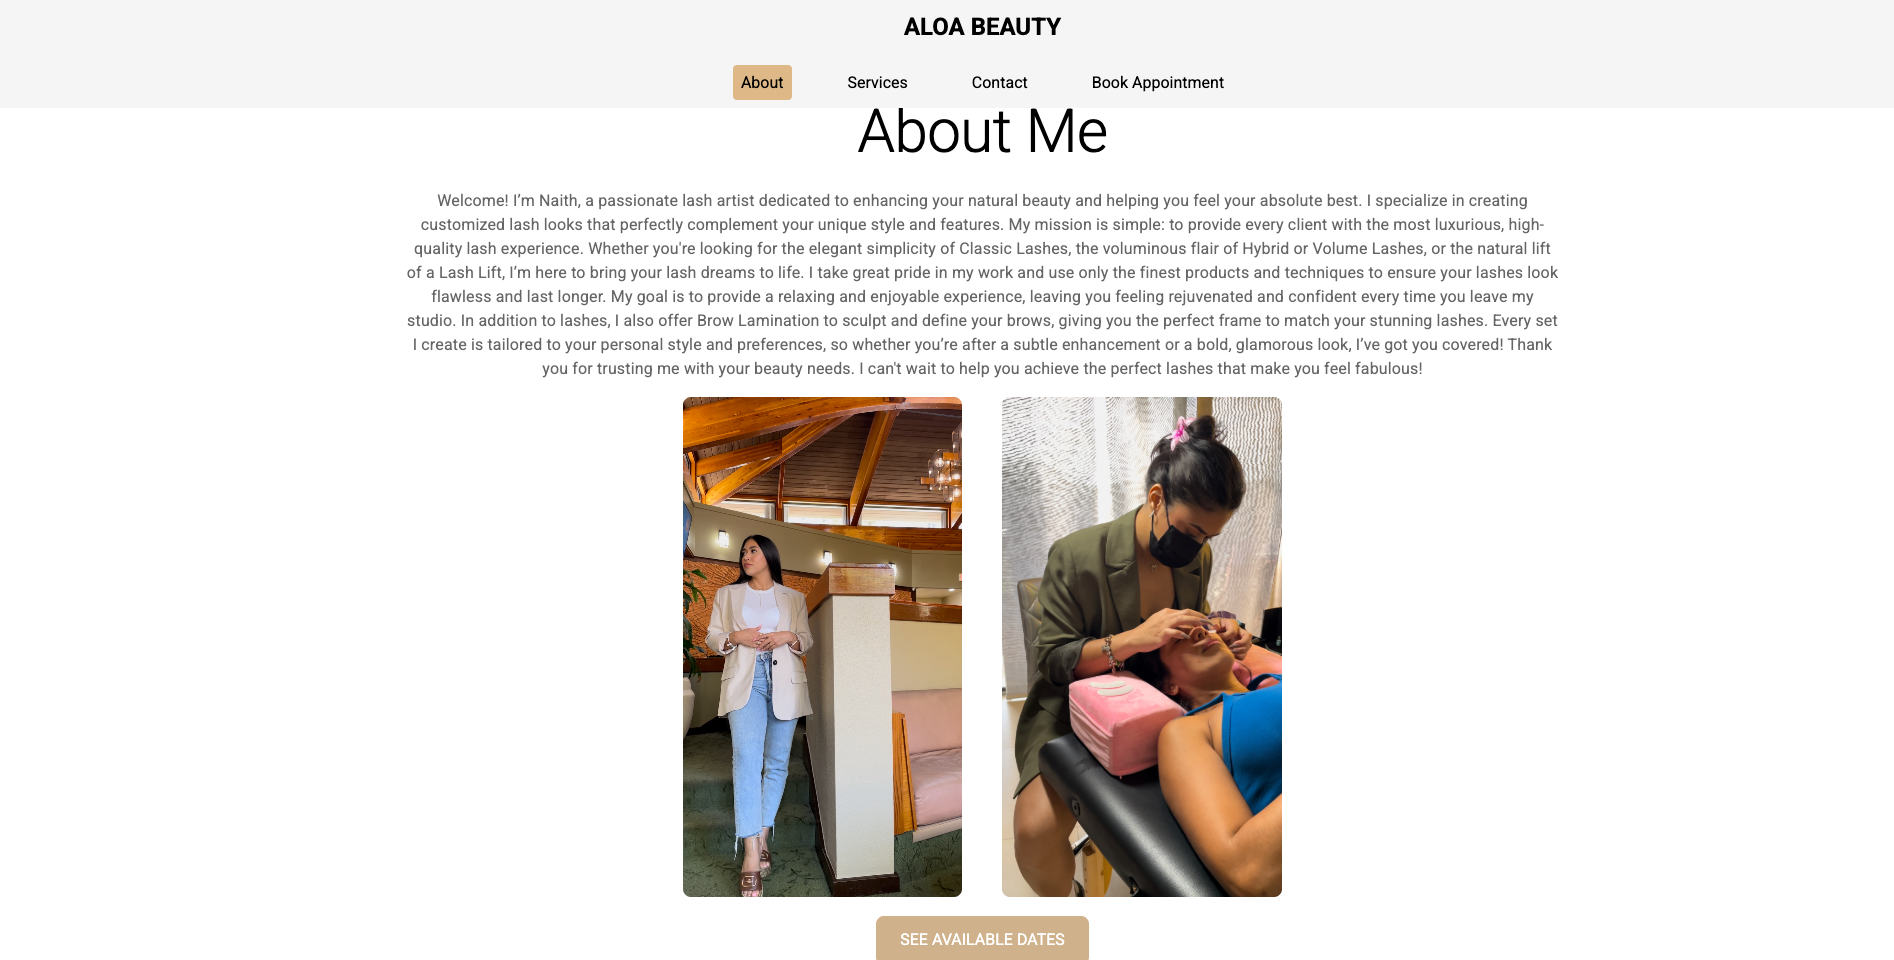 ALOA BEAUTY
About Services Contact Book Appointment
About Me
Welcome! I’m Naith, a passionate lash artist dedicated to enhancing your natural beauty and helping you feel your absolute best. I specialize in creating
customized lash looks that perfectly complement your unique style and features. My mission is simple: to provide every client with the most luxurious, high-
quality lash experience. Whether you're looking for the elegant simplicity of Classic Lashes, the voluminous flair of Hybrid or Volume Lashes, or the natural lift
of a Lash Lift, I’m here to bring your lash dreams to life. I take great pride in my work and use only the finest products and techniques to ensure your lashes look
flawless and last longer. My goal is to provide a relaxing and enjoyable experience, leaving you feeling rejuvenated and confident every time you leave my
studio. In addition to lashes, I also offer Brow Lamination to sculpt and define your brows, giving you the perfect frame to match your stunning lashes. Every set
I create is tailored to your personal style and preferences, so whether you’re after a subtle enhancement or a bold, glamorous look, I’ve got you covered! Thank
you for trusting me with your beauty needs. I can't wait to help you achieve the perfect lashes that make you feel fabulous!
SEE AVAILABLE DATES